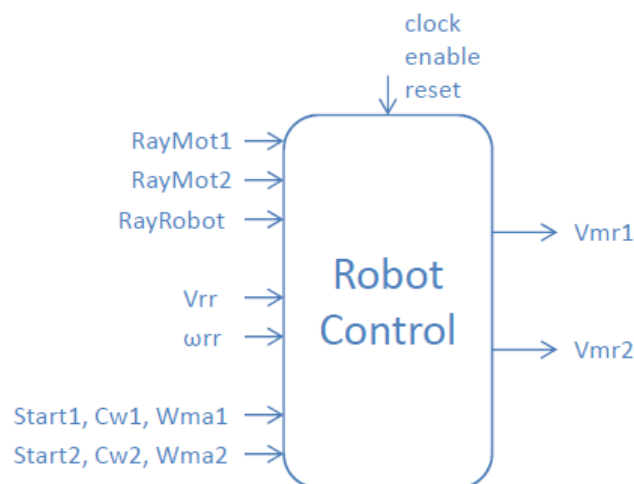 clock
enable
reset
RayMot1
RayMot2
RayRobot
Vrr
ωrr
Start1, Cw1, Wma1
Start2, Cw2, Wma2
Robot
Control
Vmr1
Vmr2